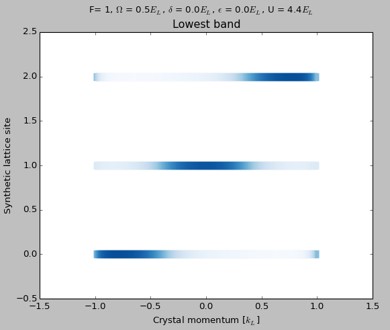 F= 1, Ω = 0.5E_L, δ = 0.0E_L, ϵ = 0.0E_L, U = 4.4E_L
Lowest band
2.5
2.0
1.5
1.0
0.5
0.0
−0.5
Synthetic lattice site
−1.5 −1.0 −0.5 0.0 0.5 1.0 1.5
Crystal momentum [k_L]